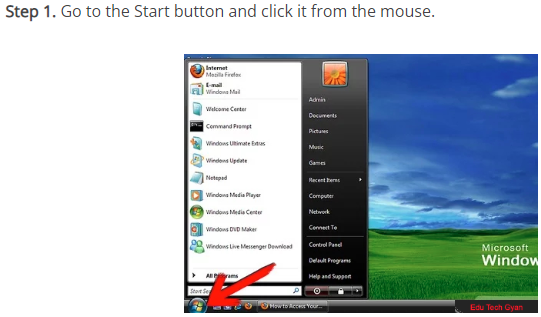 Step 1. Go to the Start button and click it from the mouse.
Internet
Mozilla Firefox
E-mail
Windows Mail
Welcome Center
Command Prompt
Windows Ultimate Extras
Windows Update
Notepad
Windows Media Player
Windows Media Center
Windows DVD Maker
Windows Live Messenger Download
All Programs
Start Se
Admin
Documents
Pictures
Music
Games
Recent Items
Computer
Network
Connect To
Control Panel
Default Programs
Help and Support
How to Access Your...
Microsoft
Window
Edu Tech Gyan